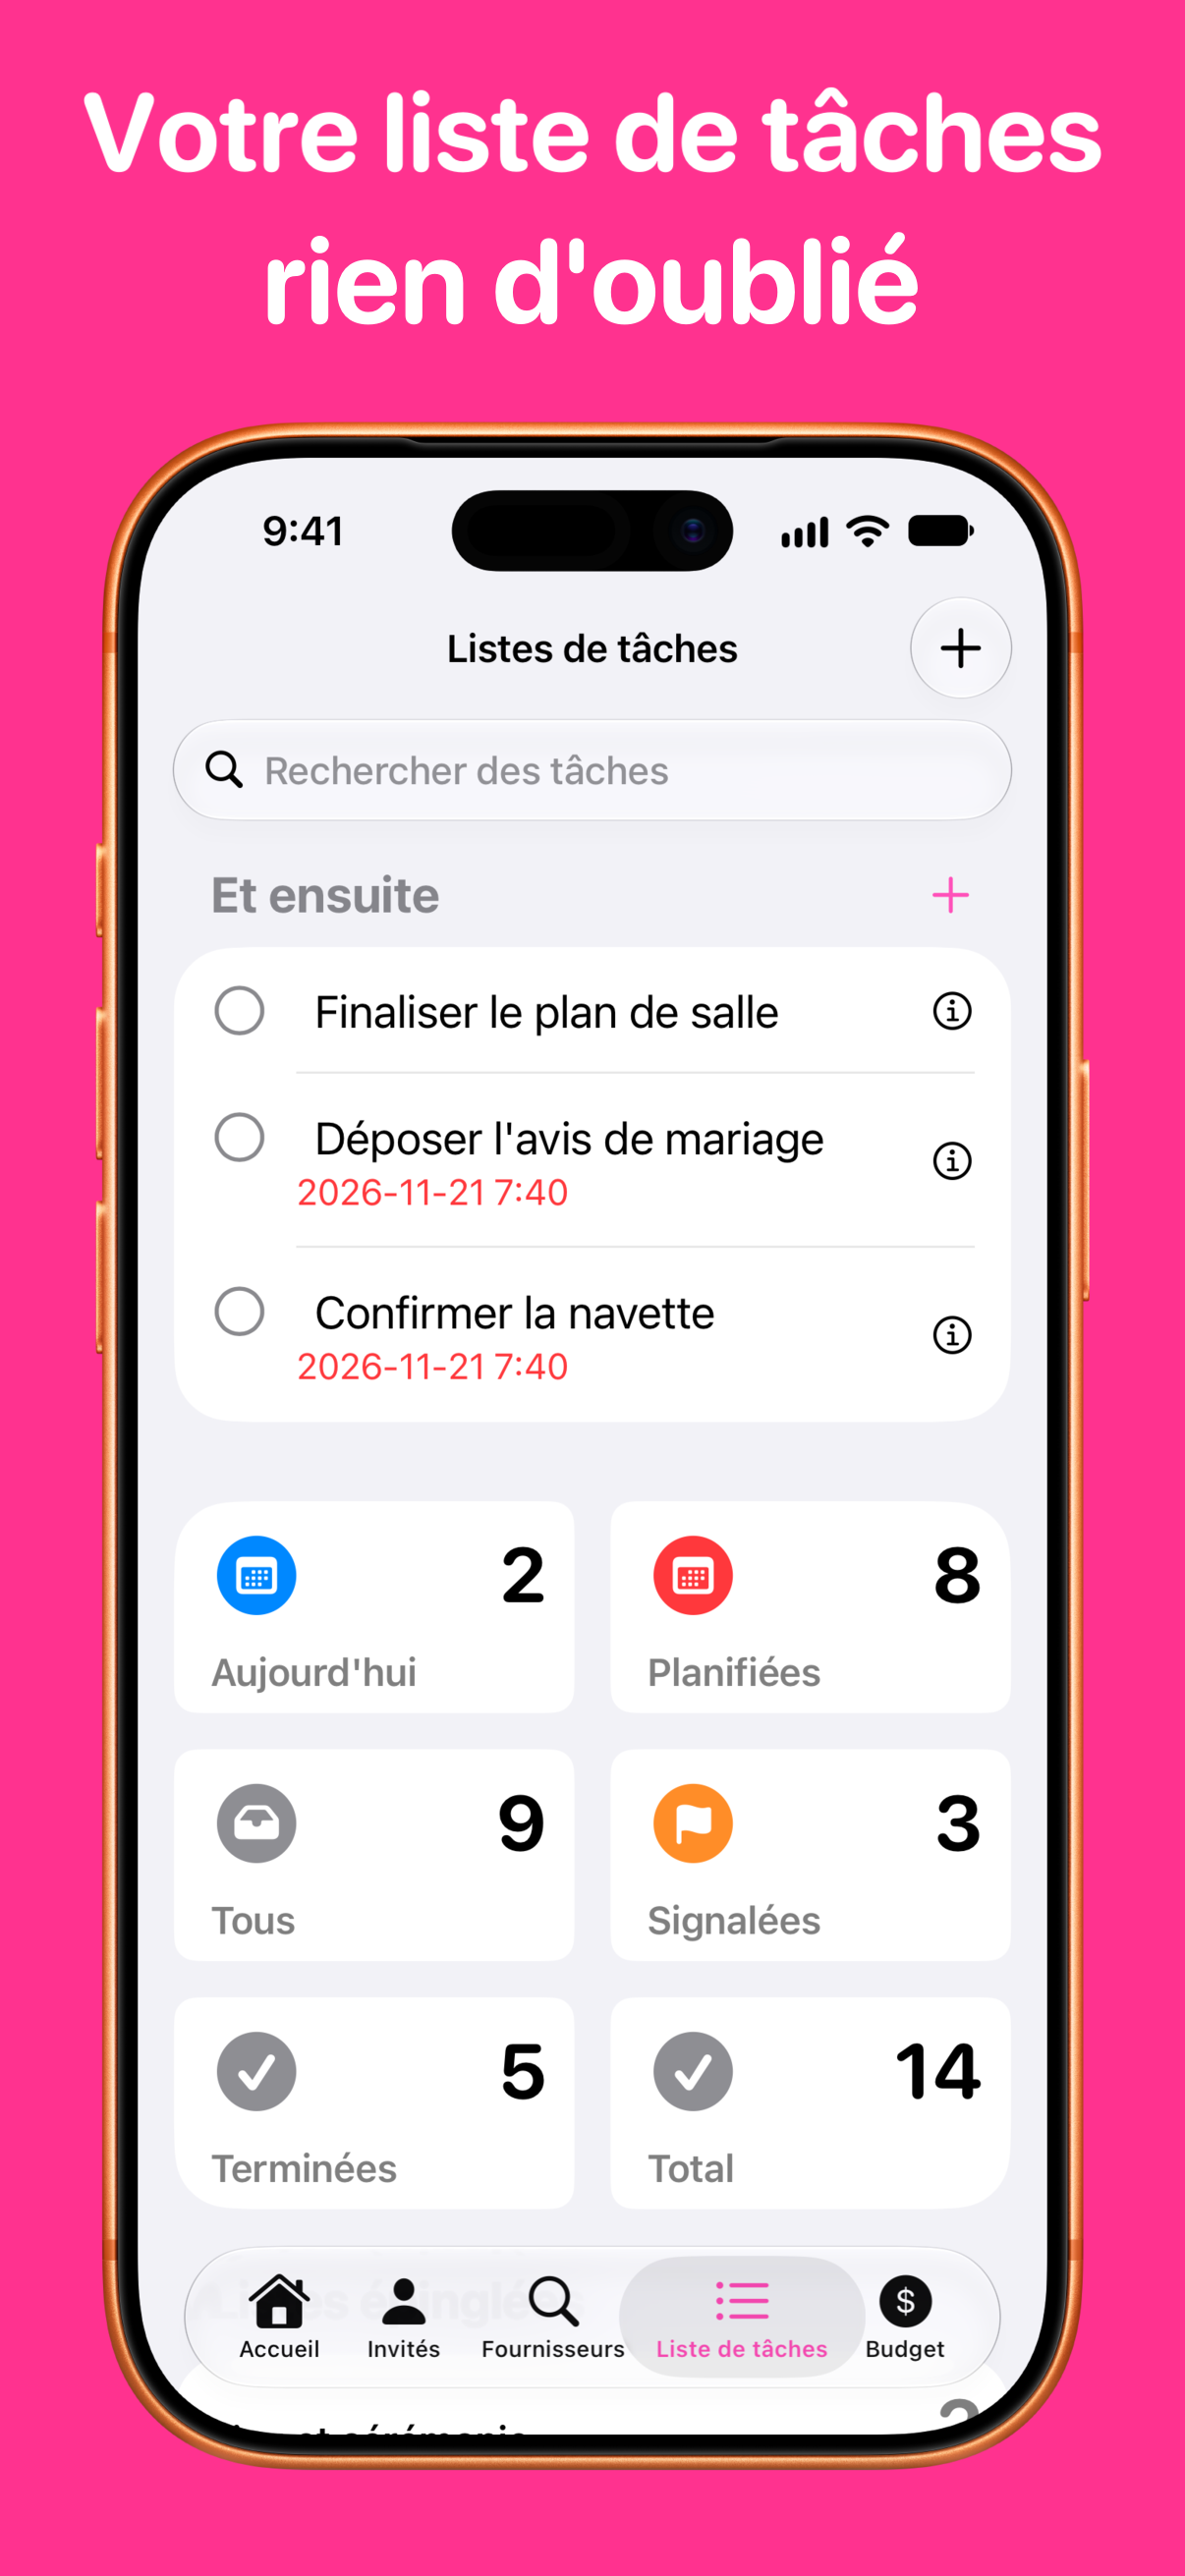 Votre liste de tâches
rien d'oublié
9:41
Listes de tâches
Rechercher des tâches
Et ensuite
Finaliser le plan de salle
Déposer l'avis de mariage
2026-11-21 7:40
Confirmer la navette
2026-11-21 7:40
2
8
Aujourd'hui
Planifiées
9
3
Tous
Signalées
5
14
Terminées
Total
Accueil
Invités
Fournisseurs
Liste de tâches
Budget